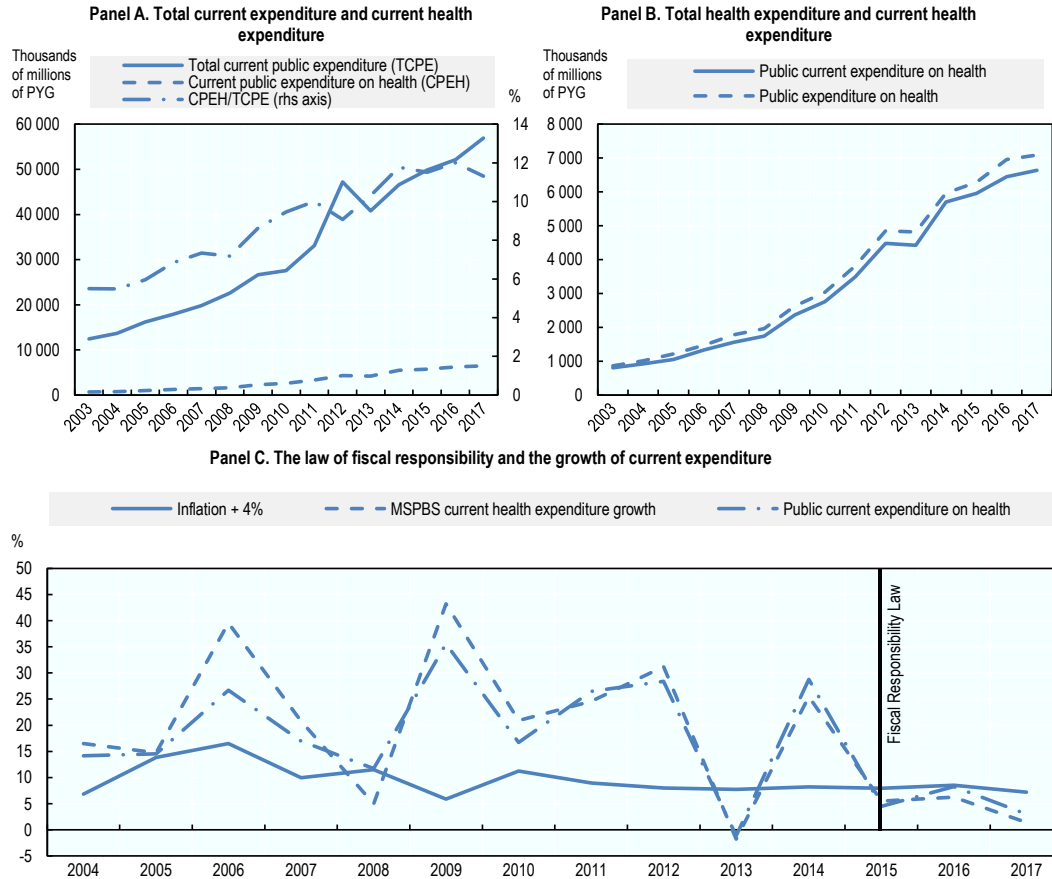 Panel A. Total current expenditure and current health
expenditure
Thousands
of millions
of PYG
Total current public expenditure (TCPE)
Current public expenditure on health (CPEH)
CPEH/TCPE (rhs axis)
%
60 000
50 000
40 000
30 000
20 000
10 000
0
14
12
10
8
6
4
2
0
2003 2004 2005 2006 2007 2008 2009 2010 2011 2012 2013 2014 2015 2016 2017
Panel B. Total health expenditure and current health
expenditure
Thousands
of millions
of PYG
Public current expenditure on health
Public expenditure on health
8 000
7 000
6 000
5 000
4 000
3 000
2 000
1 000
0
2003 2004 2005 2006 2007 2008 2009 2010 2011 2012 2013 2014 2015 2016 2017
Panel C. The law of fiscal responsibility and the growth of current expenditure
Inflation + 4% MSPBS current health expenditure growth Public current expenditure on health
%
50
45
40
35
30
25
20
15
10
5
0
-5
Fiscal Responsibility Law
2004 2005 2006 2007 2008 2009 2010 2011 2012 2013 2014 2015 2016 2017